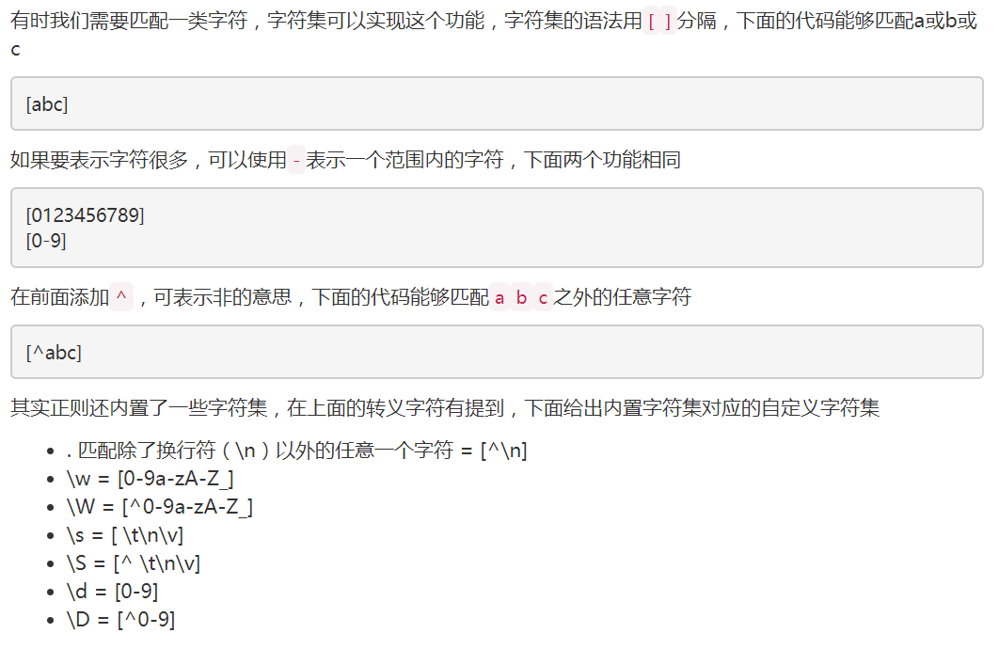 有时我们需要匹配一类字符，字符集可以实现这个功能，字符集的语法用[ ]分隔，下面的代码能够匹配a或b或
c
[abc]
如果要表示字符很多，可以使用-表示一个范围内的字符，下面两个功能相同
[0123456789]
[0-9]
在前面添加^，可表示非的意思，下面的代码能够匹配a b c之外的任意字符
[^abc]
其实正则还内置了一些字符集，在上面的转义字符有提到，下面给出内置字符集对应的自定义字符集
• . 匹配除了换行符（\n）以外的任意一个字符 = [^\n]
• \w = [0-9a-zA-Z_]
• \W = [^0-9a-zA-Z_]
• \s = [ \t\n\v]
• \S = [^ \t\n\v]
• \d = [0-9]
• \D = [^0-9]